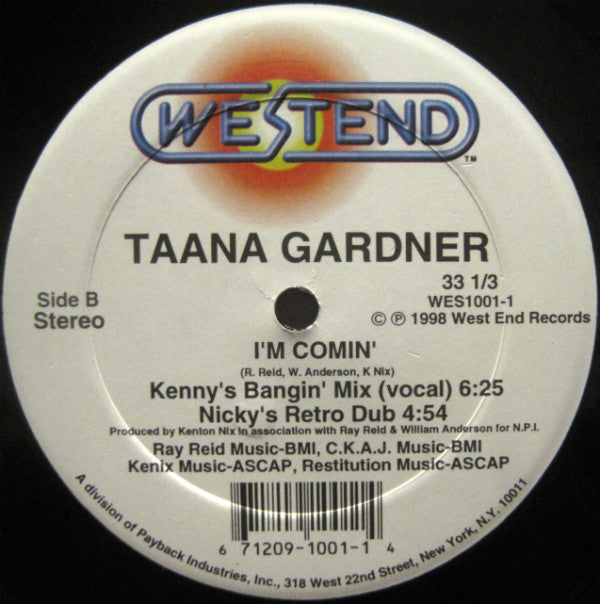 WESTEND
TM
TAANA GARDNER
33 1/3
WES1001-1
Side B
Stereo
© ℗ 1998 West End Records
I'M COMIN'
(R. Reid, W. Anderson, K Nix)
Kenny's Bangin' Mix (vocal) 6:25
Nicky's Retro Dub 4:54
Produced by Kenton Nix in association with Ray Reid & William Anderson for N.P.I.
Ray Reid Music-BMI, C.K.A.J. Music-BMI
Kenix Music-ASCAP, Restitution Music-ASCAP
6 71209-1001-1 4
A division of Payback Industries, Inc., 318 West 22nd Street, New York, N.Y. 10011